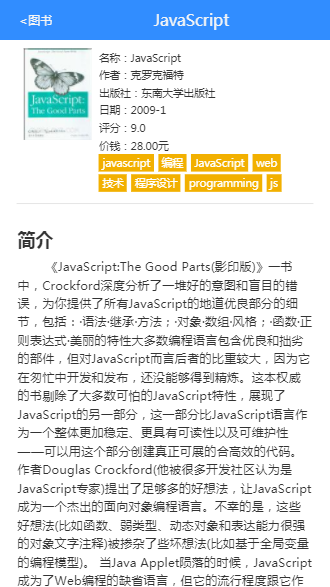 <图书
JavaScript
JavaScript:
The Good Parts
名称：JavaScript
作者：克罗克福特
出版社：东南大学出版社
日期：2009-1
评分：9.0
价钱：28.00元
javascript 编程 JavaScript web
技术 程序设计 programming js
简介
《JavaScript:The Good Parts(影印版)》一书
中，Crockford深度分析了一堆好的意图和盲目的错
误，为你提供了所有JavaScript的地道优良部分的细
节，包括：·语法·继承·方法；·对象·数组·风格；·函数·正
则表达式·美丽的特性大多数编程语言包含优良和拙劣
的部件，但对JavaScript而言后者的比重较大，因为它
在匆忙中开发和发布，还没能够得到精炼。这本权威
的书剔除了大多数可怕的JavaScript特性，展现了
JavaScript的另一部分，这一部分比JavaScript语言作
为一个整体更加稳定、更具有可读性以及可维护性
——可以用这个部分创建真正可展的合高效的代码。
作者Douglas Crockford(他被很多开发社区认为是
JavaScript专家)提出了足够多的好想法，让JavaScript
成为一个杰出的面向对象编程语言。不幸的是，这些
好想法(比如函数、弱类型、动态对象和表达能力很强
的对象文字注释)被掺杂了些坏想法(比如基于全局变量
的编程模型)。 当Java Applet陨落的时候，JavaScript
成为了Web编程的缺省语言，但它的流行程度跟它作